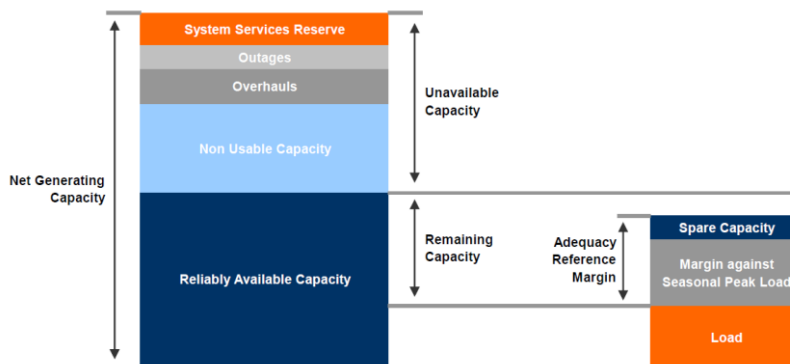 System Services Reserve
Outages
Overhauls
Non Usable Capacity
Reliably Available Capacity
Net Generating
Capacity
Unavailable
Capacity
Remaining
Capacity
Adequacy
Reference
Margin
Spare Capacity
Margin against
Seasonal Peak Load
Load